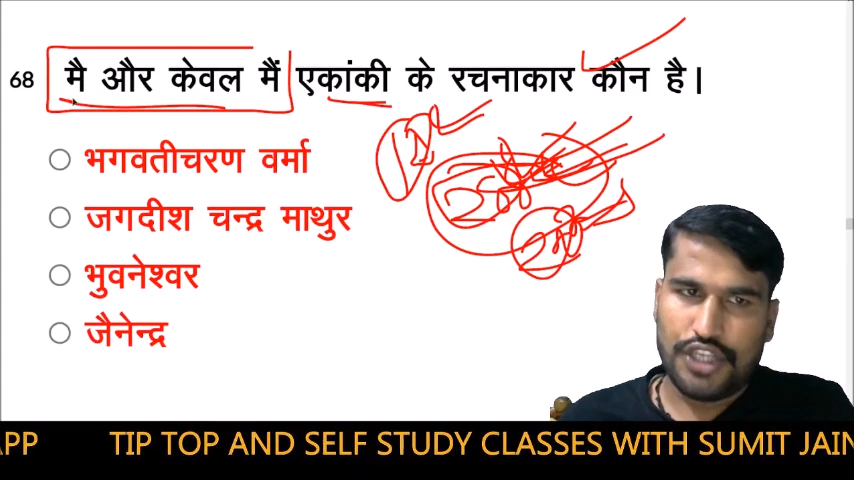 68 मै और केवल मैं एकांकी के रचनाकार कौन है।
भगवतीचरण वर्मा
जगदीश चन्द्र माथुर
भुवनेश्वर
जैनेन्द्र
APP TIP TOP AND SELF STUDY CLASSES WITH SUMIT JAIN